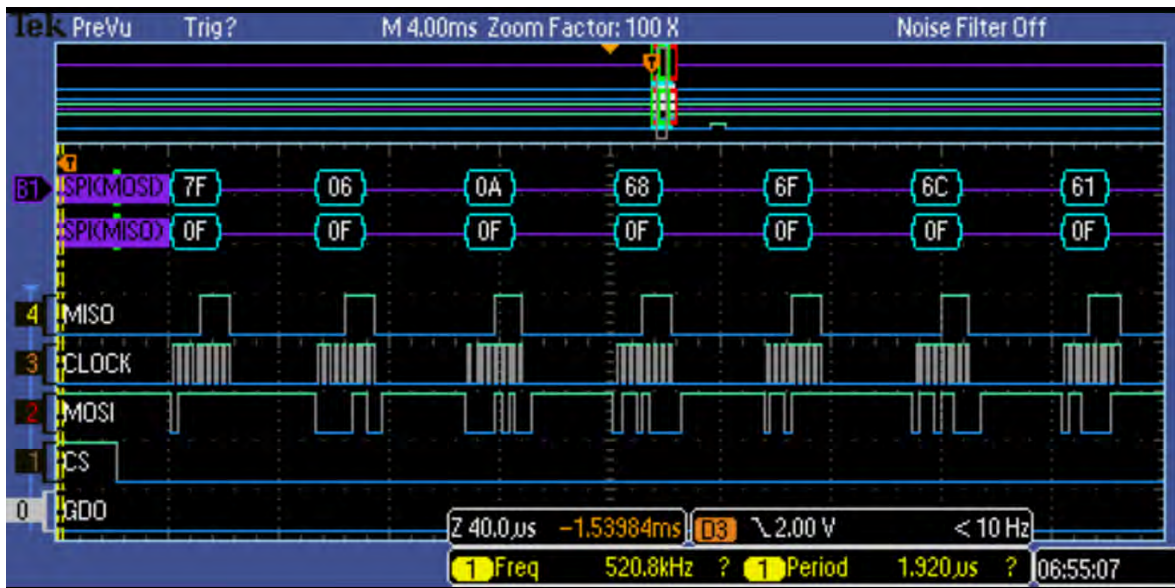 Tek PreVu Trig? M 4.00ms Zoom Factor: 100 X Noise Filter Off
T
T
B1 SPI(MOSI) 7F 06 0A 68 6F 6C 61
SPI(MISO) 0F 0F 0F 0F 0F 0F 0F
4 MISO
3 CLOCK
2 MOSI
1 CS
0 GDO
Z 40.0µs -1.53984ms D3 2.00 V < 10 Hz
1 Freq 520.8kHz ? 1 Period 1.920µs ? 06:55:07